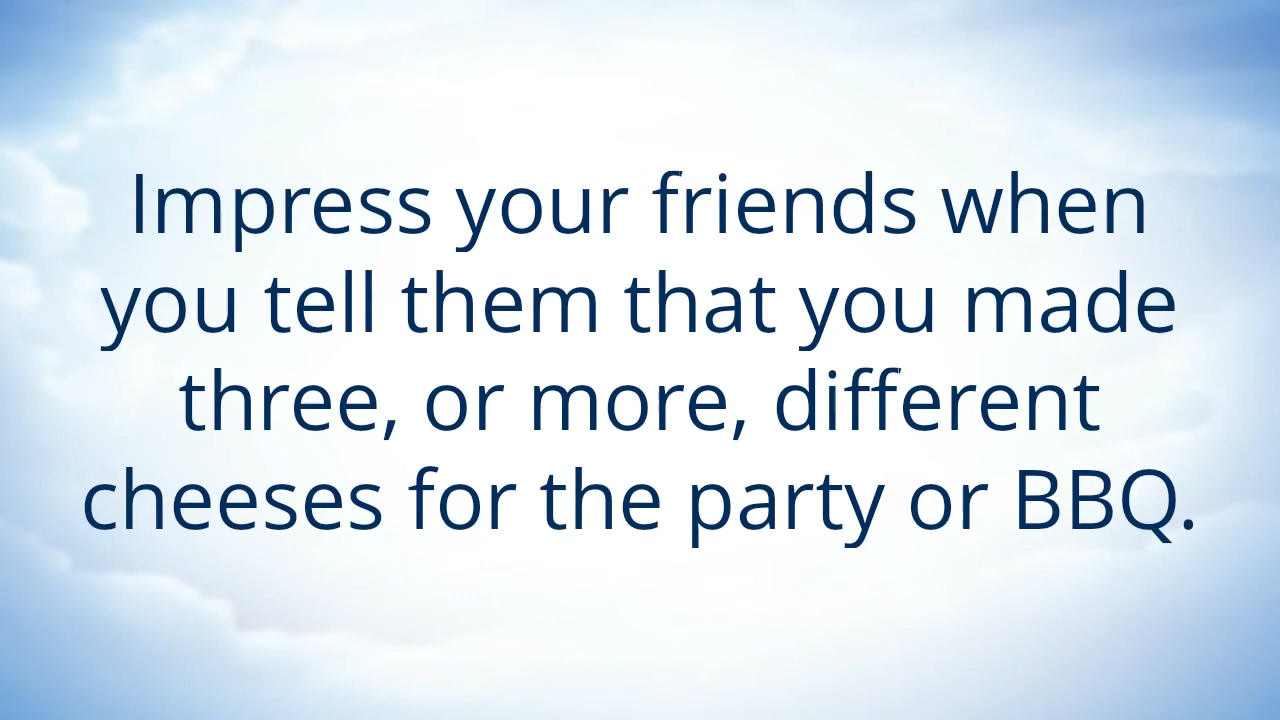 Impress your friends when
you tell them that you made
three, or more, different
cheeses for the party or BBQ.